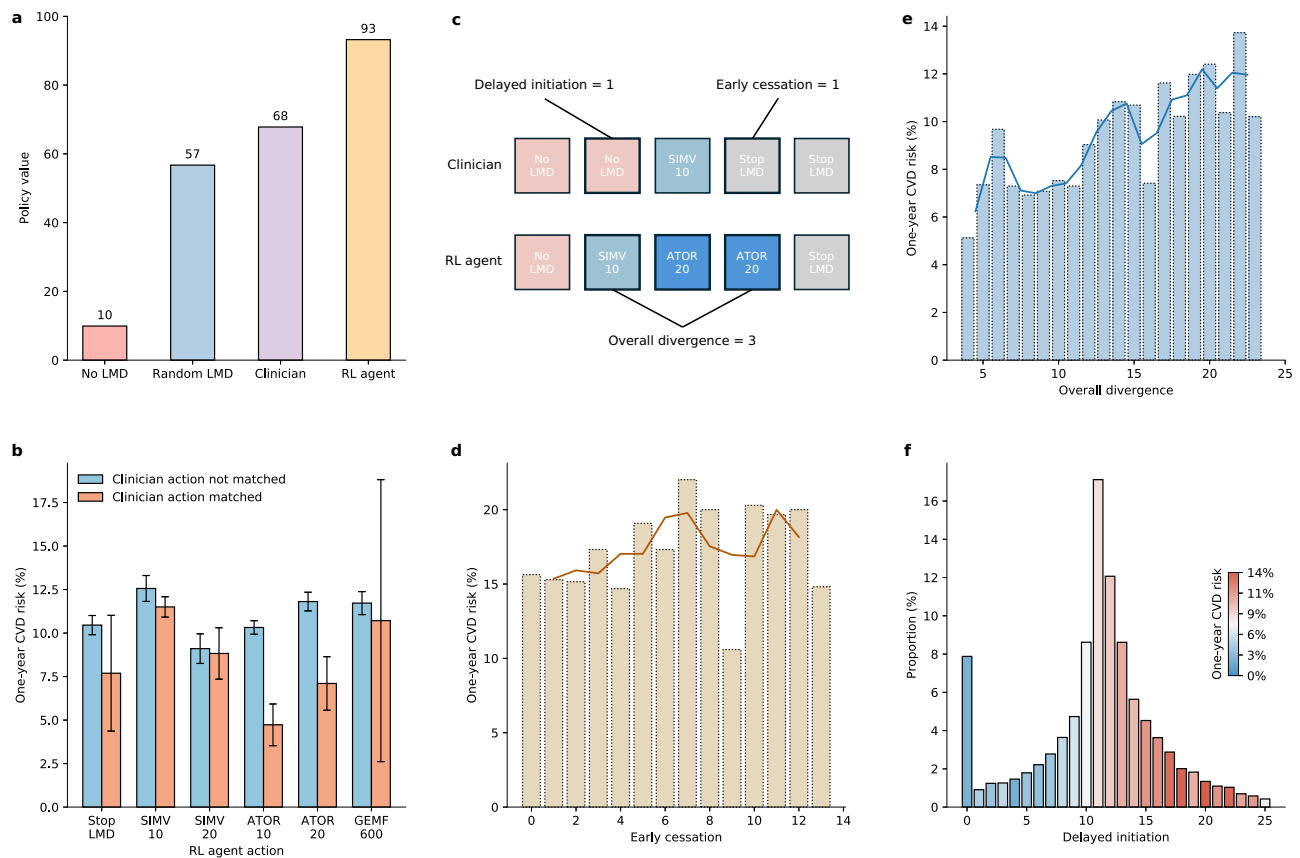 a
100
80
60
40
20
0
Policy value
10
57
68
93
No LMD
Random LMD
Clinician
RL agent
b
Clinician action not matched
Clinician action matched
17.5
15.0
12.5
10.0
7.5
5.0
2.5
0.0
One-year CVD risk (%)
Stop
LMD
SIMV
10
SIMV
20
ATOR
10
ATOR
20
GEMF
600
RL agent action
c
Delayed initiation = 1
Early cessation = 1
Clinician
No
LMD
No
LMD
SIMV
10
Stop
LMD
Stop
LMD
RL agent
No
LMD
SIMV
10
ATOR
20
ATOR
20
Stop
LMD
Overall divergence = 3
d
20
15
10
5
0
One-year CVD risk (%)
0
2
4
6
8
10
12
14
Early cessation
e
14
12
10
8
6
4
2
0
One-year CVD risk (%)
5
10
15
20
25
Overall divergence
f
16
14
12
10
8
6
4
2
0
Proportion (%)
0
5
10
15
20
25
Delayed initiation
One-year CVD risk
14%
11%
9%
6%
3%
0%